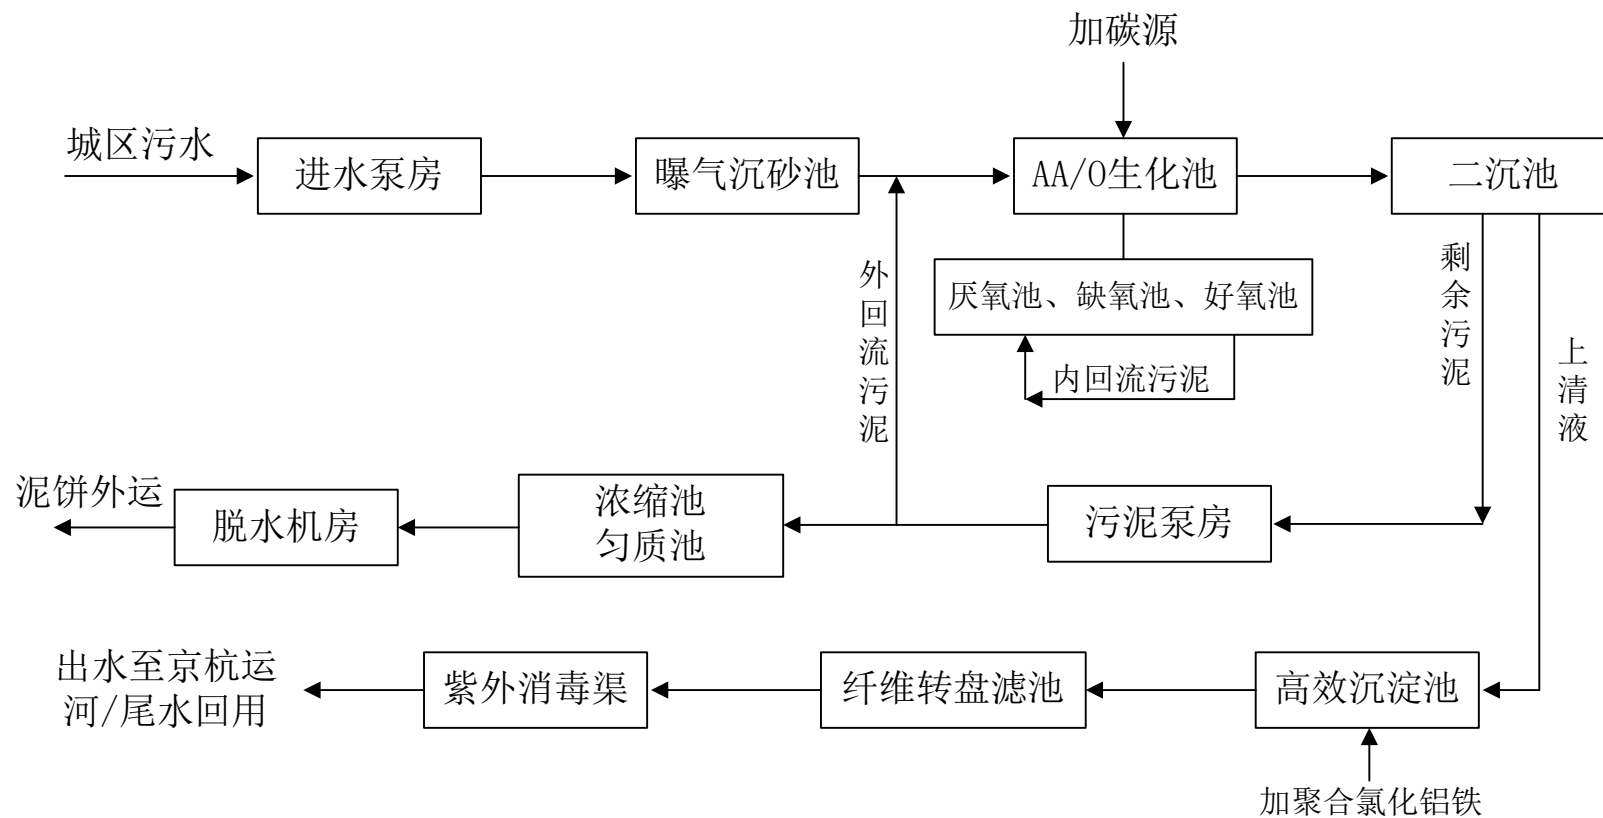 加碳源
城区污水
进水泵房
曝气沉砂池
AA/O生化池
二沉池
外回流污泥
厌氧池、缺氧池、好氧池
内回流污泥
剩余污泥
上清液
泥饼外运
脱水机房
浓缩池
匀质池
污泥泵房
出水至京杭运
河/尾水回用
紫外消毒渠
纤维转盘滤池
高效沉淀池
加聚合氯化铝铁